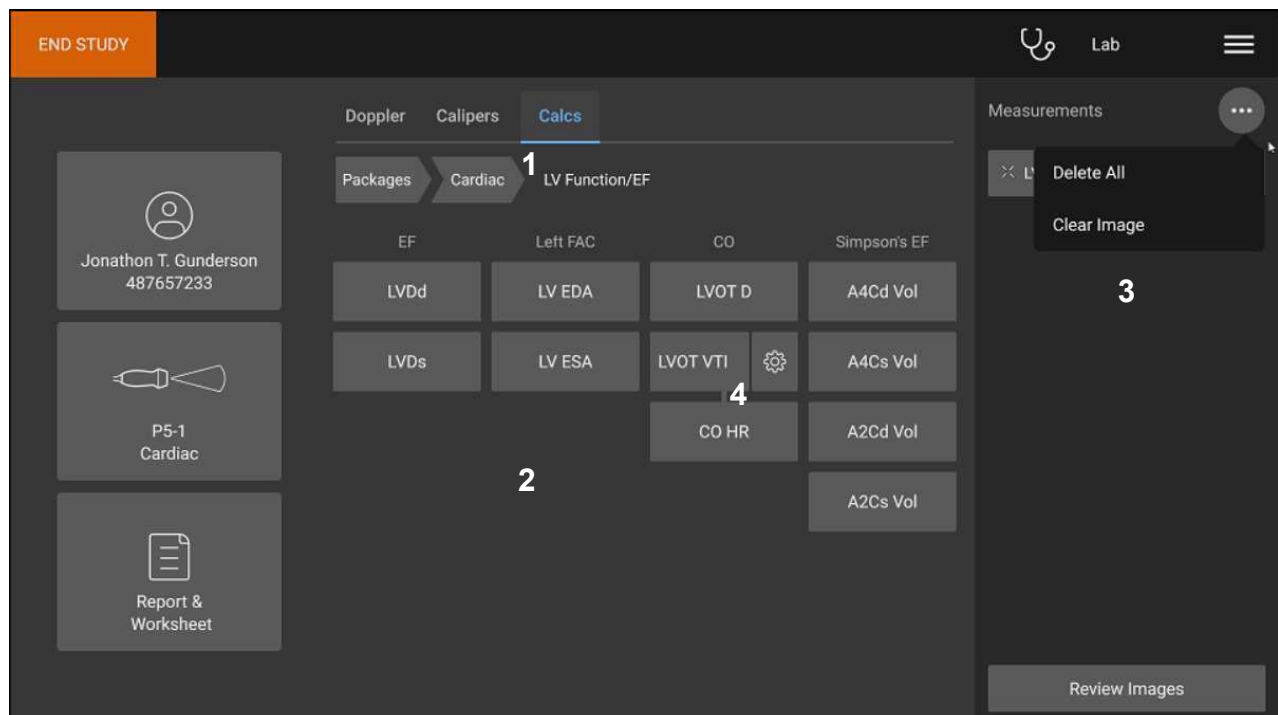 END STUDY
Lab
Doppler Calipers Calcs
Measurements
1
Packages Cardiac LV Function/EF
LV
Delete All
Clear Image
3
Jonathon T. Gunderson
487657233
EF Left FAC CO Simpson's EF
LVDd LV EDA LVOT D A4Cd Vol
LVDs LV ESA LVOT VTI A4Cs Vol
4
CO HR A2Cd Vol
2
A2Cs Vol
P5-1
Cardiac
Report &
Worksheet
Review Images